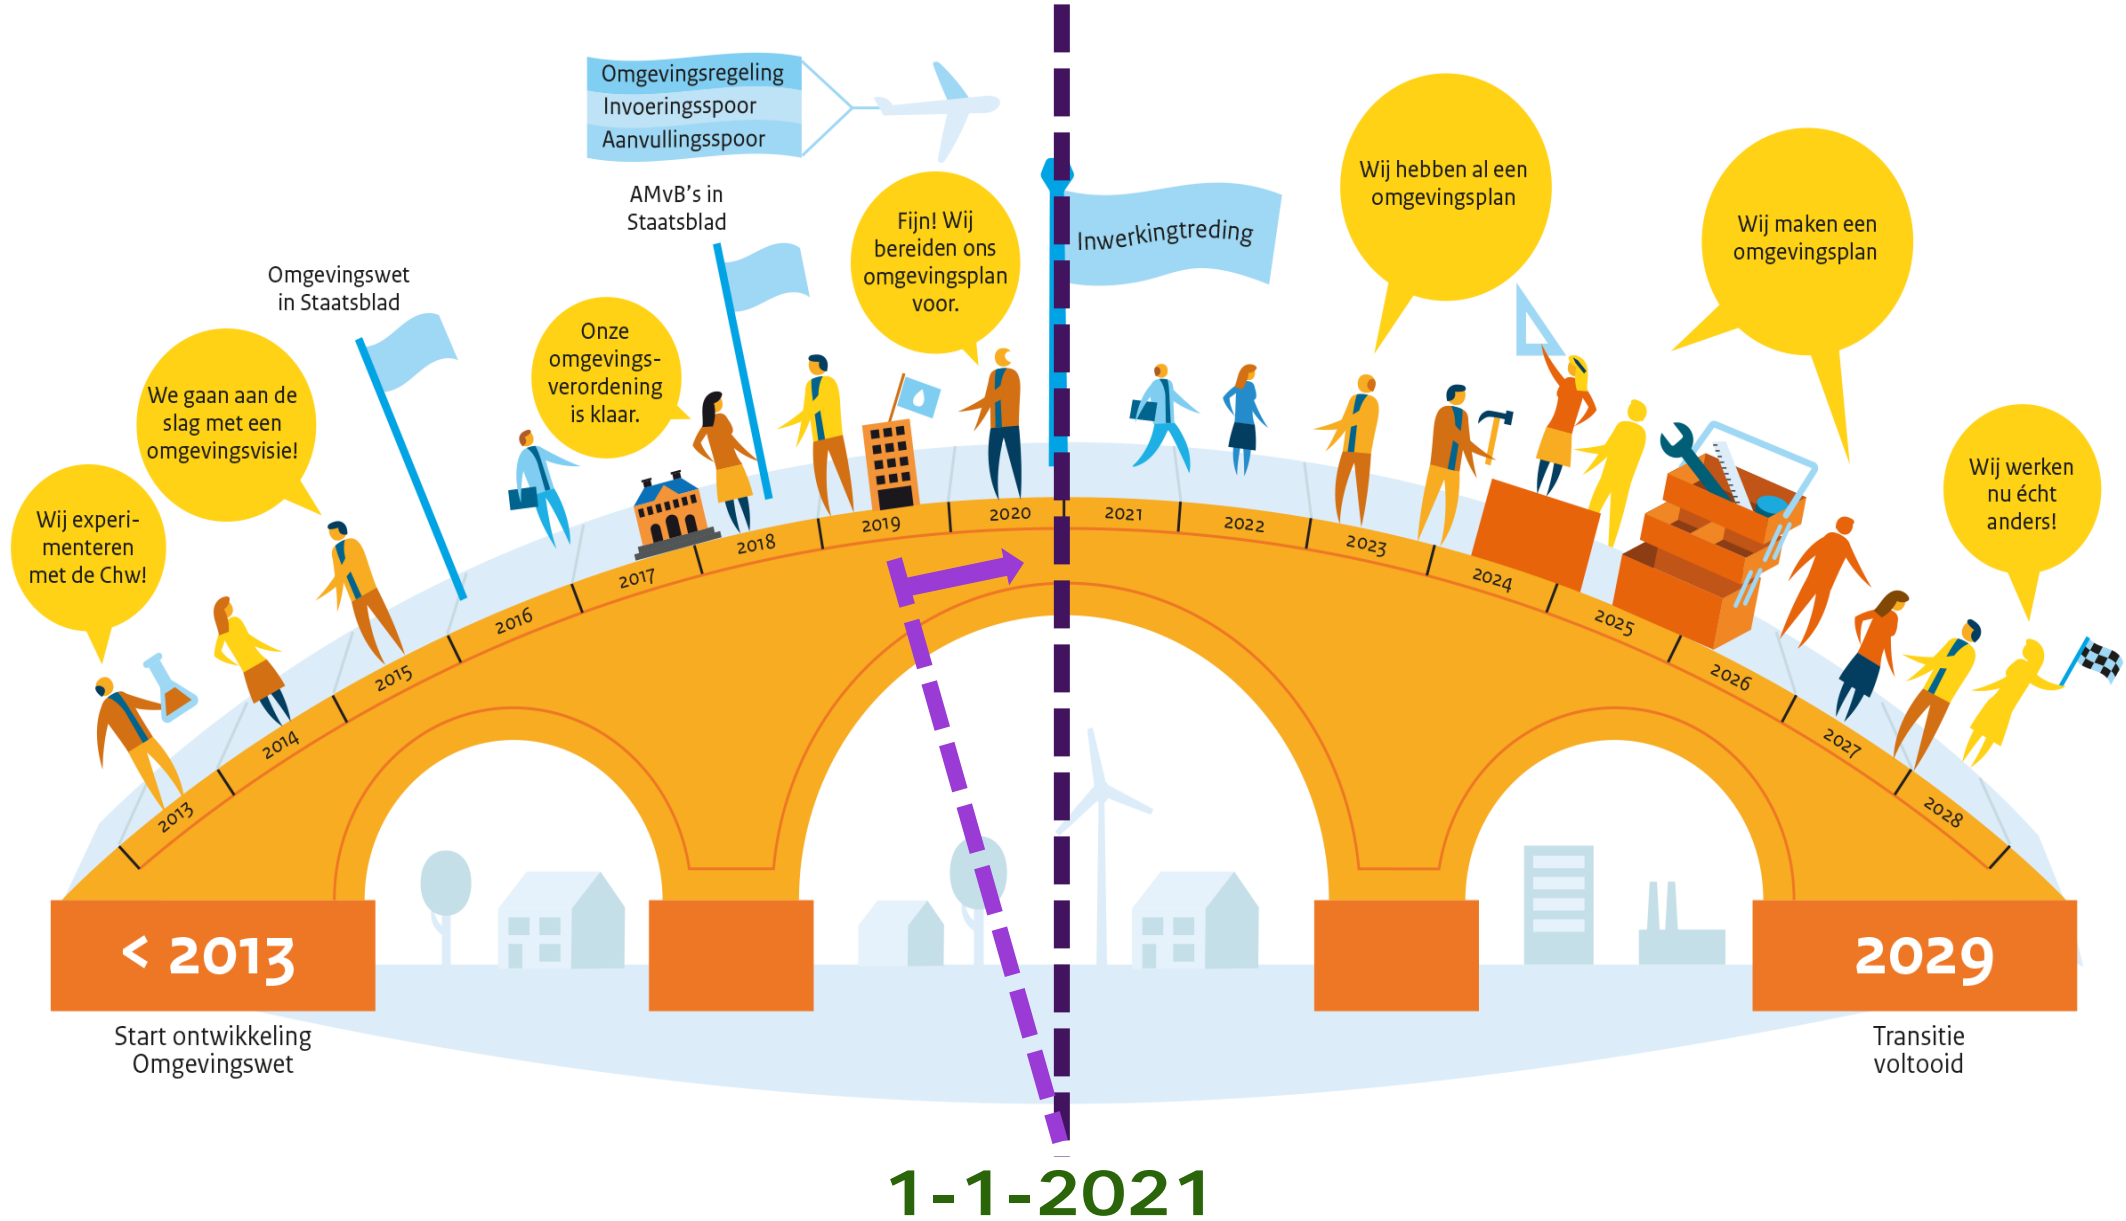 Omgevingsregeling
Invoeringsspoor
Aanvullingsspoor
AMvB's in
Staatsblad
Omgevingswet
in Staatsblad
Wij experi-
menteren
met de Chw!
We gaan aan de
slag met een
omgevingsvisie!
Onze
omgevings-
verordening
is klaar.
Fijn! Wij
bereiden ons
omgevingsplan
voor.
Inwerkingtreding
Wij hebben al een
omgevingsplan
Wij maken een
omgevingsplan
Wij werken
nu écht
anders!
2013
2014
2015
2016
2017
2018
2019
2020
2021
2022
2023
2024
2025
2026
2027
2028
< 2013
Start ontwikkeling
Omgevingswet
2029
Transitie
voltooid
1-1-2021